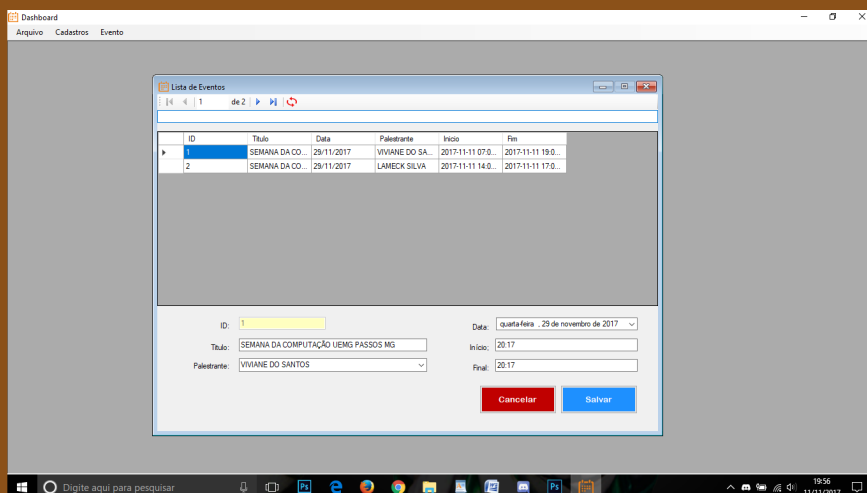 Dashboard
Arquivo Cadastros Evento
Lista de Eventos
1 de 2
ID Titulo Data Palestrante Inicio Fim
1 SEMANA DA CO... 29/11/2017 VIVIANE DO SA... 2017-11-11 07:0... 2017-11-11 19:0...
2 SEMANA DA CO... 29/11/2017 LAMECK SILVA 2017-11-11 14:0... 2017-11-11 17:0...
ID: 1 Data: quarta-feira , 29 de novembro de 2017
Titulo: SEMANA DA COMPUTAÇÃO UEMG PASSOS MG Início: 20:17
Palestrante: VIVIANE DO SANTOS Final: 20:17
Cancelar Salvar
Digite aqui para pesquisar Ps Ps 19:56
11/11/2017